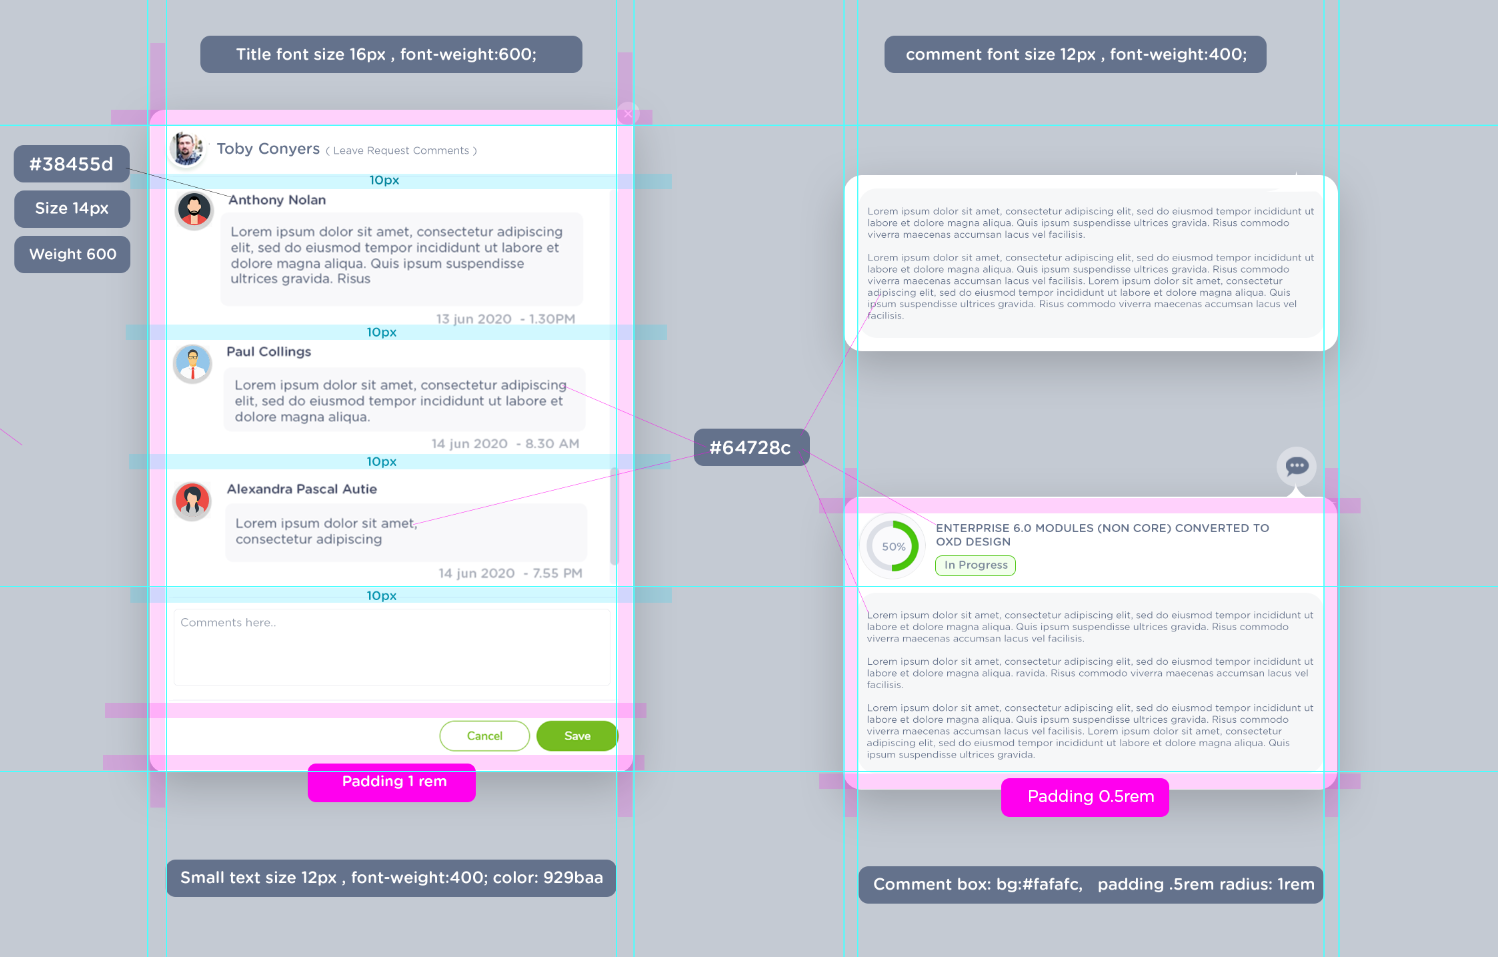 Title font size 16px , font-weight:600;
comment font size 12px , font-weight:400;
#38455d
Size 14px
Weight 600
Toby Conyers ( Leave Request Comments )
10px
Anthony Nolan
Lorem ipsum dolor sit amet, consectetur adipiscing
elit, sed do eiusmod tempor incididunt ut labore et
dolore magna aliqua. Quis ipsum suspendisse
ultrices gravida. Risus
13 jun 2020 - 1.30PM
10px
Paul Collings
Lorem ipsum dolor sit amet, consectetur adipiscing
elit, sed do eiusmod tempor incididunt ut labore et
dolore magna aliqua.
14 jun 2020 - 8.30 AM
10px
Alexandra Pascal Autie
Lorem ipsum dolor sit amet,
consectetur adipiscing
14 jun 2020 - 7.55 PM
10px
Comments here..
Cancel
Save
Padding 1 rem
Small text size 12px , font-weight:400; color: 929baa
#64728c
Lorem ipsum dolor sit amet, consectetur adipiscing elit, sed do eiusmod tempor incididunt ut
labore et dolore magna aliqua. Quis ipsum suspendisse ultrices gravida. Risus commodo
viverra maecenas accumsan lacus vel facilisis.
Lorem ipsum dolor sit amet, consectetur adipiscing elit, sed do eiusmod tempor incididunt ut
labore et dolore magna aliqua. Quis ipsum suspendisse ultrices gravida. Risus commodo
viverra maecenas accumsan lacus vel facilisis. Lorem ipsum dolor sit amet, consectetur
adipiscing elit, sed do eiusmod tempor incididunt ut labore et dolore magna aliqua. Quis
ipsum suspendisse ultrices gravida. Risus commodo viverra maecenas accumsan lacus vel
facilisis.
50%
ENTERPRISE 6.0 MODULES (NON CORE) CONVERTED TO
OXD DESIGN
In Progress
Lorem ipsum dolor sit amet, consectetur adipiscing elit, sed do eiusmod tempor incididunt ut
labore et dolore magna aliqua. Quis ipsum suspendisse ultrices gravida. Risus commodo
viverra maecenas accumsan lacus vel facilisis.
Lorem ipsum dolor sit amet, consectetur adipiscing elit, sed do eiusmod tempor incididunt ut
labore et dolore magna aliqua. ravida. Risus commodo viverra maecenas accumsan lacus vel
facilisis.
Lorem ipsum dolor sit amet, consectetur adipiscing elit, sed do eiusmod tempor incididunt ut
labore et dolore magna aliqua. Quis ipsum suspendisse ultrices gravida. Risus commodo
viverra maecenas accumsan lacus vel facilisis. Lorem ipsum dolor sit amet, consectetur
adipiscing elit, sed do eiusmod tempor incididunt ut labore et dolore magna aliqua. Quis
ipsum suspendisse ultrices gravida.
Padding 0.5rem
Comment box: bg:#fafafc, padding .5rem radius: 1rem